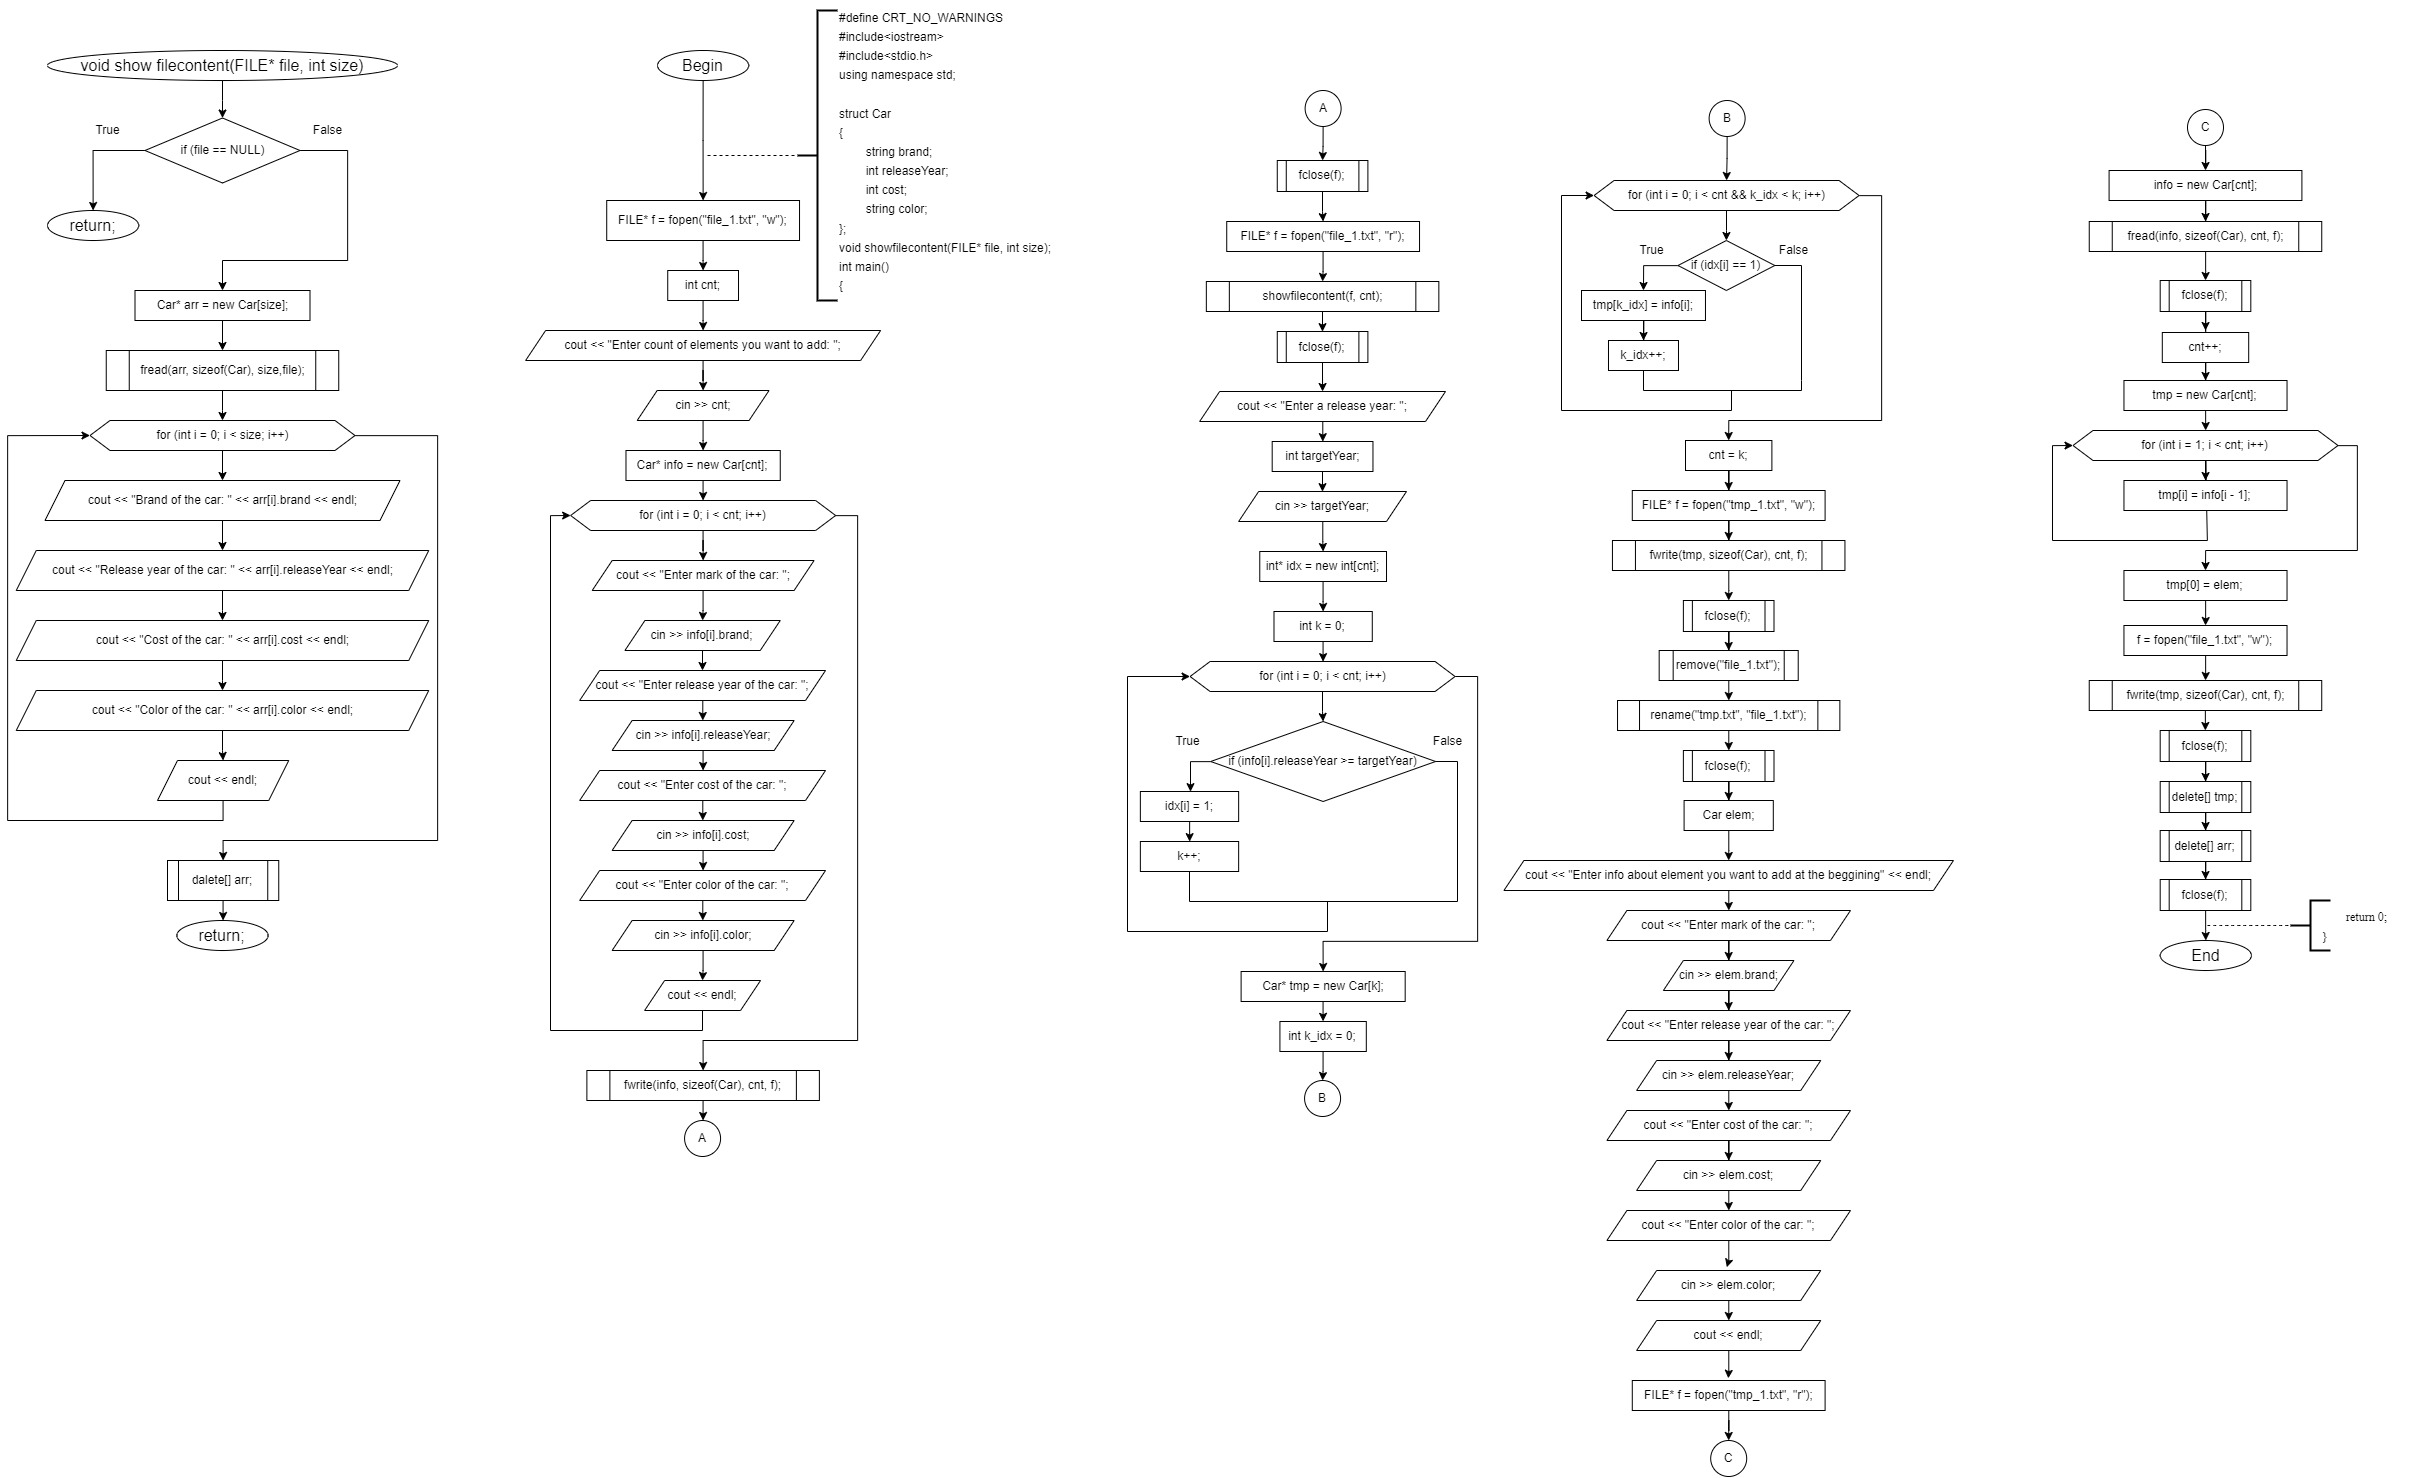 void show filecontent(FILE* file, int size)
if (file == NULL)
True
False
return;
Car* arr = new Car[size];
fread(arr, sizeof(Car), size,file);
for (int i = 0; i < size; i++)
cout << "Brand of the car: " << arr[i].brand << endl;
cout << "Release year of the car: " << arr[i].releaseYear << endl;
cout << "Cost of the car: " << arr[i].cost << endl;
cout << "Color of the car: " << arr[i].color << endl;
cout << endl;
dalete[] arr;
return;
Begin
#define CRT_NO_WARNINGS
#include<iostream>
#include<stdio.h>
using namespace std;
struct Car
{
string brand;
int releaseYear;
int cost;
string color;
};
void showfilecontent(FILE* file, int size);
int main()
{
FILE* f = fopen("file_1.txt", "w");
int cnt;
cout << "Enter count of elements you want to add: ";
cin >> cnt;
Car* info = new Car[cnt];
for (int i = 0; i < cnt; i++)
cout << "Enter mark of the car: ";
cin >> info[i].brand;
cout << "Enter release year of the car: ";
cin >> info[i].releaseYear;
cout << "Enter cost of the car: ";
cin >> info[i].cost;
cout << "Enter color of the car: ";
cin >> info[i].color;
cout << endl;
fwrite(info, sizeof(Car), cnt, f);
A
A
fclose(f);
FILE* f = fopen("file_1.txt", "r");
showfilecontent(f, cnt);
fclose(f);
cout << "Enter a release year: ";
int targetYear;
cin >> targetYear;
int* idx = new int[cnt];
int k = 0;
for (int i = 0; i < cnt; i++)
if (info[i].releaseYear >= targetYear)
True
False
idx[i] = 1;
k++;
Car* tmp = new Car[k];
int k_idx = 0;
B
B
for (int i = 0; i < cnt && k_idx < k; i++)
if (idx[i] == 1)
True
False
tmp[k_idx] = info[i];
k_idx++;
cnt = k;
FILE* f = fopen("tmp_1.txt", "w");
fwrite(tmp, sizeof(Car), cnt, f);
fclose(f);
remove("file_1.txt");
rename("tmp.txt", "file_1.txt");
fclose(f);
Car elem;
cout << "Enter info about element you want to add at the beggining" << endl;
cout << "Enter mark of the car: ";
cin >> elem.brand;
cout << "Enter release year of the car: ";
cin >> elem.releaseYear;
cout << "Enter cost of the car: ";
cin >> elem.cost;
cout << "Enter color of the car: ";
cin >> elem.color;
cout << endl;
FILE* f = fopen("tmp_1.txt", "r");
C
C
info = new Car[cnt];
fread(info, sizeof(Car), cnt, f);
fclose(f);
cnt++;
tmp = new Car[cnt];
for (int i = 1; i < cnt; i++)
tmp[i] = info[i - 1];
tmp[0] = elem;
f = fopen("file_1.txt", "w");
fwrite(tmp, sizeof(Car), cnt, f);
fclose(f);
delete[] tmp;
delete[] arr;
fclose(f);
return 0;
}
End